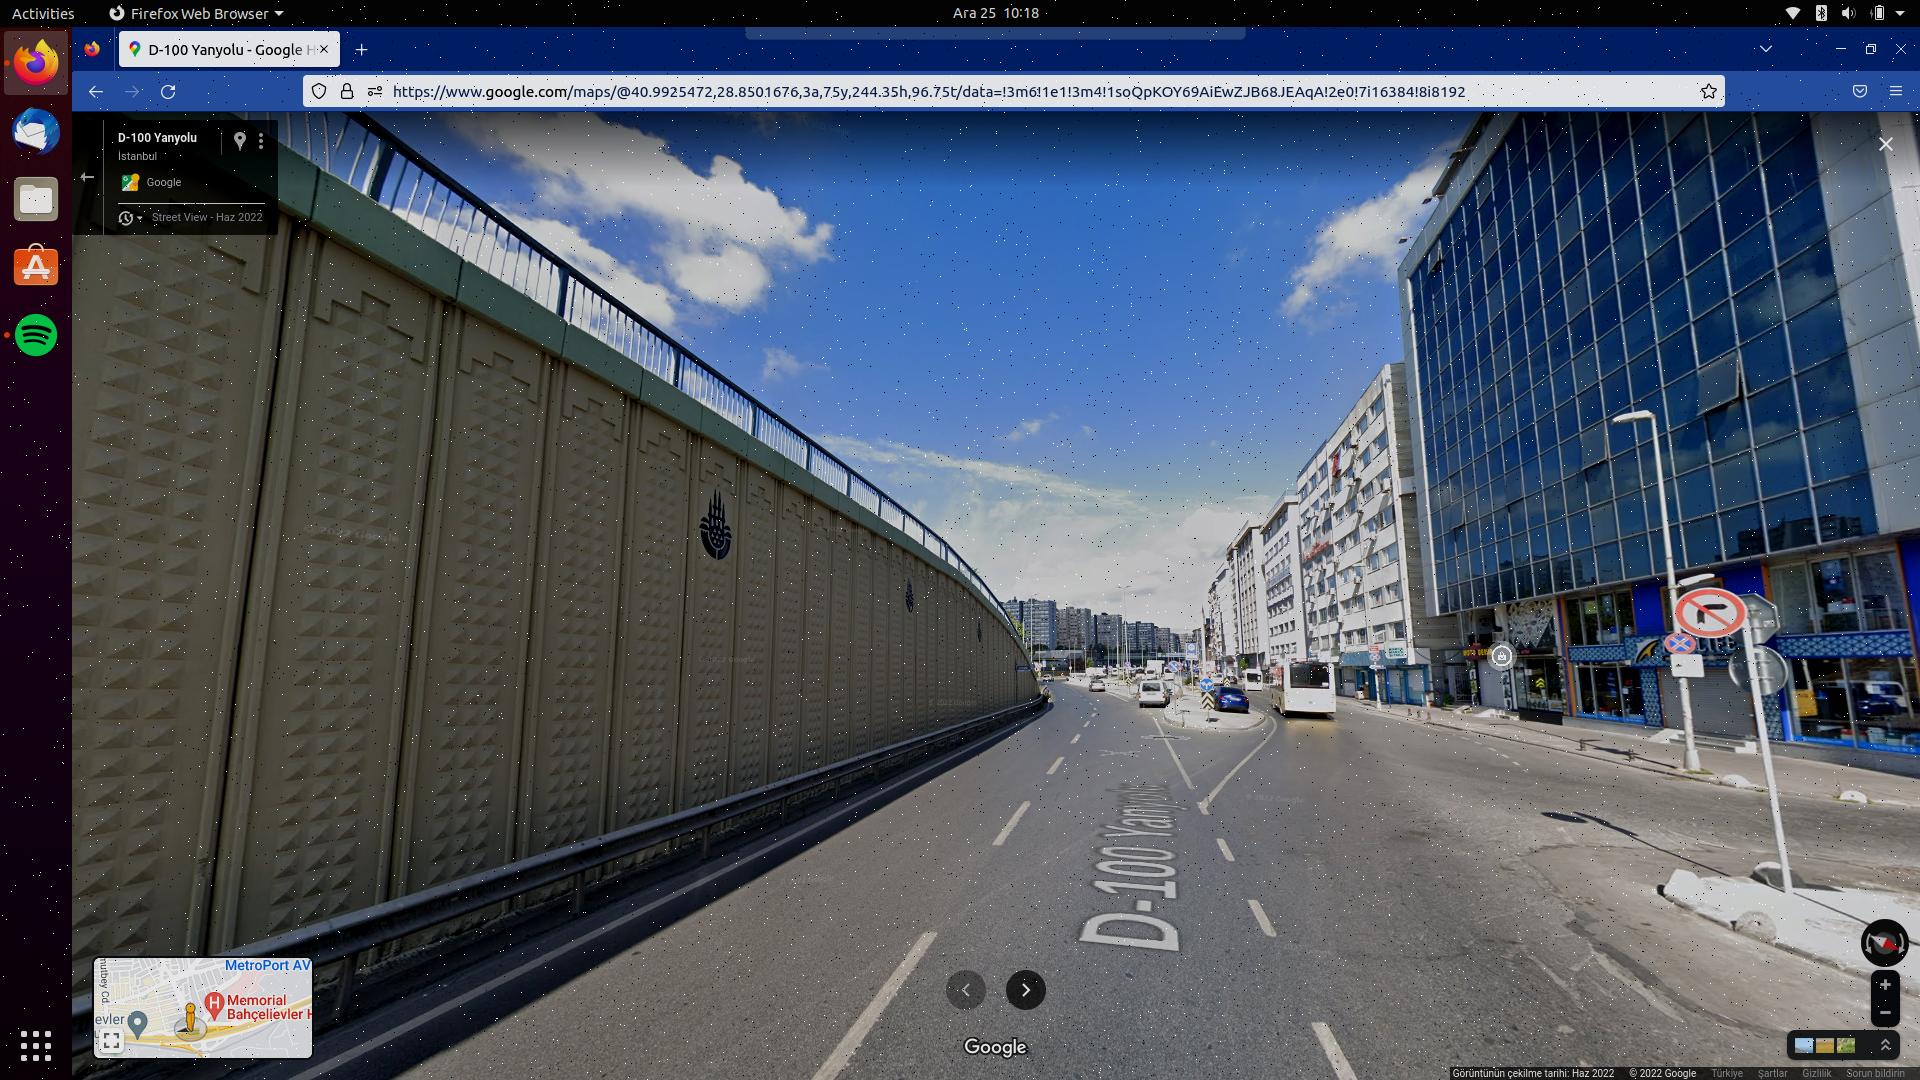 Activities
Firefox Web Browser
Ara 25 10:18
D-100 Yanyolu - Google H
https://www.google.com/maps/@40.9925472,28.8501676,3a,75y,244.35h,96.75t/data=!3m6!1e1!3m4!1soQpKOY69AiEwZJB68JEAqA!2e0!7i16384!8i8192
D-100 Yanyolu
İstanbul
Google
Street View - Haz 2022
D-100 Yanyolu
MetroPort AV
Memorial
Bahçelievler H
evler
Google
Görüntünün çekilme tarihi: Haz 2022 © 2022 Google Türkiye Şartlar Gizlilik Sorun bildirin